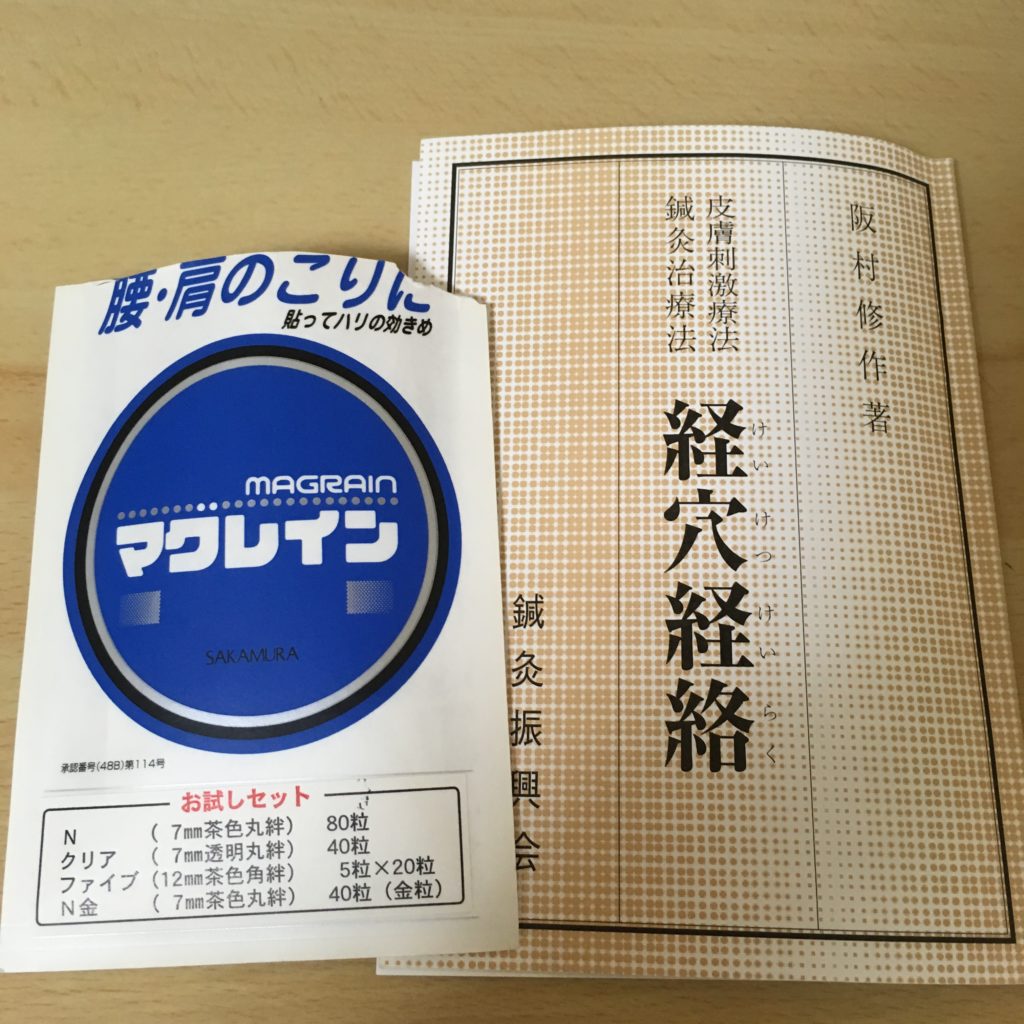 腰・肩のこりに
貼ってハリの効きめ
MAGRAIN
マグレイン
SAKAMURA
承認番号(48B)第114号
お試しセット
N ( 7mm茶色丸絆) 80粒
クリア ( 7mm透明丸絆) 40粒
ファイブ (12mm茶色角絆) 5粒×20粒
N金 ( 7mm茶色丸絆) 40粒 (金粒)
阪村修作著
皮膚刺激療法
鍼灸治療法
経穴経絡
けいけつけいらく
鍼灸振興会